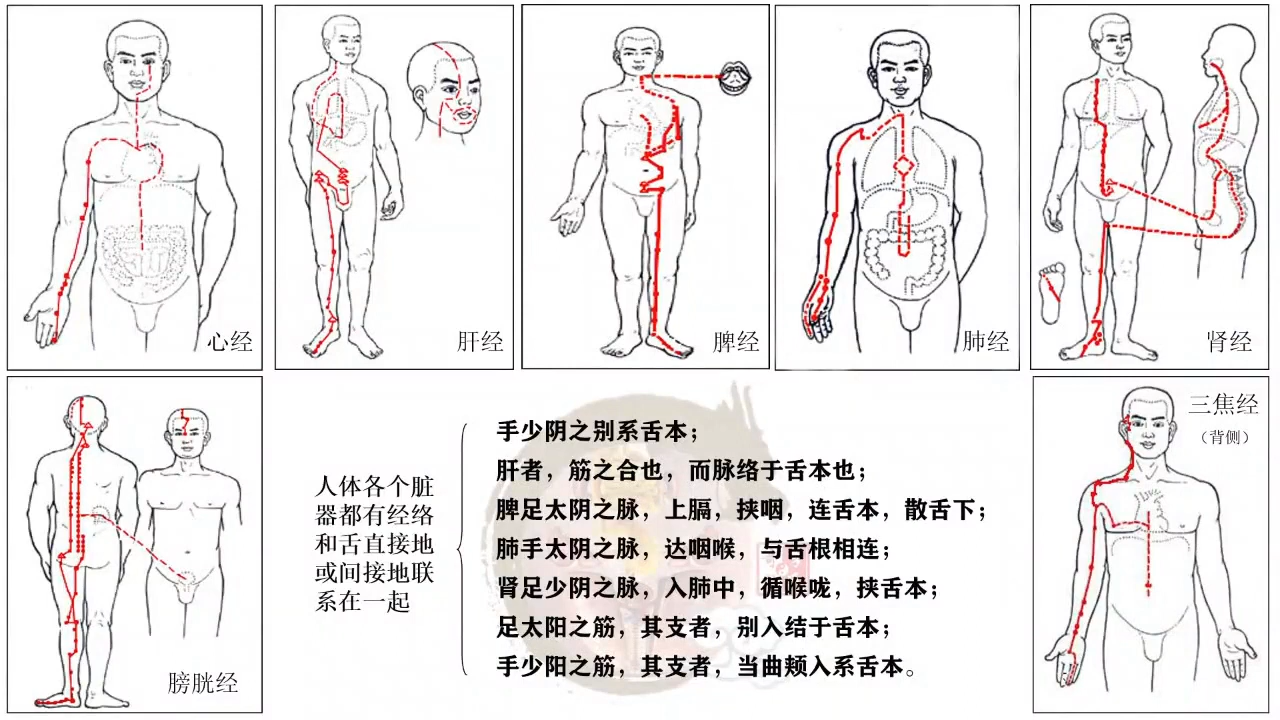 心经
肝经
脾经
肺经
肾经
膀胱经
人体各个脏
器都有经络
和舌直接地
或间接地联
系在一起
手少阴之别系舌本；
肝者，筋之合也，而脉络于舌本也；
脾足太阴之脉，上膈，挟咽，连舌本，散舌下；
肺手太阴之脉，达咽喉，与舌根相连；
肾足少阴之脉，入肺中，循喉咙，挟舌本；
足太阳之筋，其支者，别入结于舌本；
手少阳之筋，其支者，当曲颊入系舌本。
三焦经
（背侧）